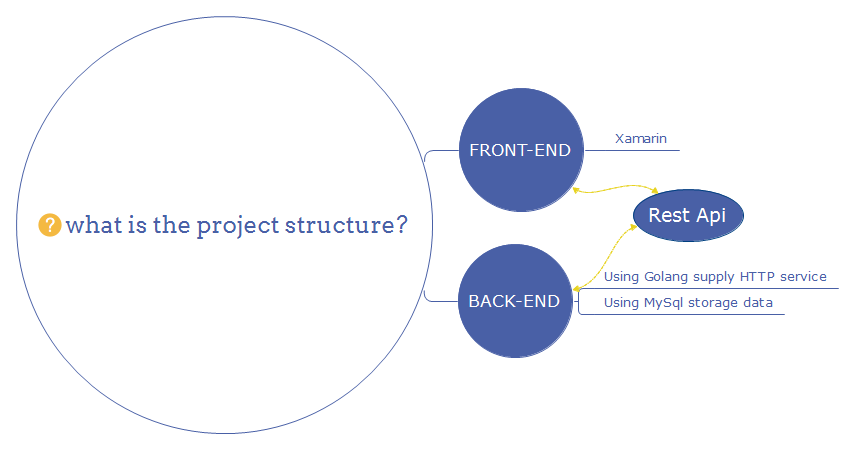 ? what is the project structure?
FRONT-END
Xamarin
Rest Api
BACK-END
Using Golang supply HTTP service
Using MySql storage data